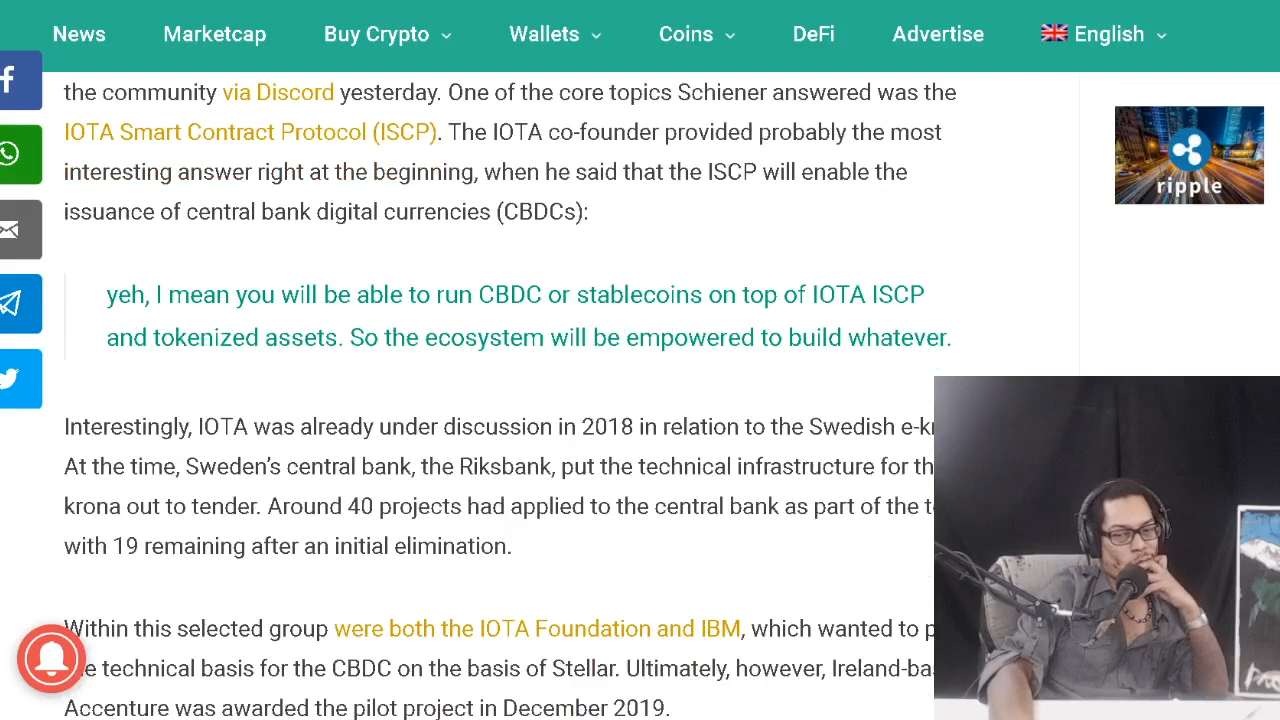 News Marketcap Buy Crypto Wallets Coins DeFi Advertise English
the community via Discord yesterday. One of the core topics Schiener answered was the
IOTA Smart Contract Protocol (ISCP). The IOTA co-founder provided probably the most
interesting answer right at the beginning, when he said that the ISCP will enable the
issuance of central bank digital currencies (CBDCs):
ripple
yeh, I mean you will be able to run CBDC or stablecoins on top of IOTA ISCP
and tokenized assets. So the ecosystem will be empowered to build whatever.
Interestingly, IOTA was already under discussion in 2018 in relation to the Swedish
At the time, Sweden's central bank, the Riksbank, put the technical infrastructure for
krona out to tender. Around 40 projects had applied to the central bank as part of the
with 19 remaining after an initial elimination.
Within this selected group were both the IOTA Foundation and IBM, which wanted to
technical basis for the CBDC on the basis of Stellar. Ultimately, however,
Accenture was awarded the pilot project in December 2019.